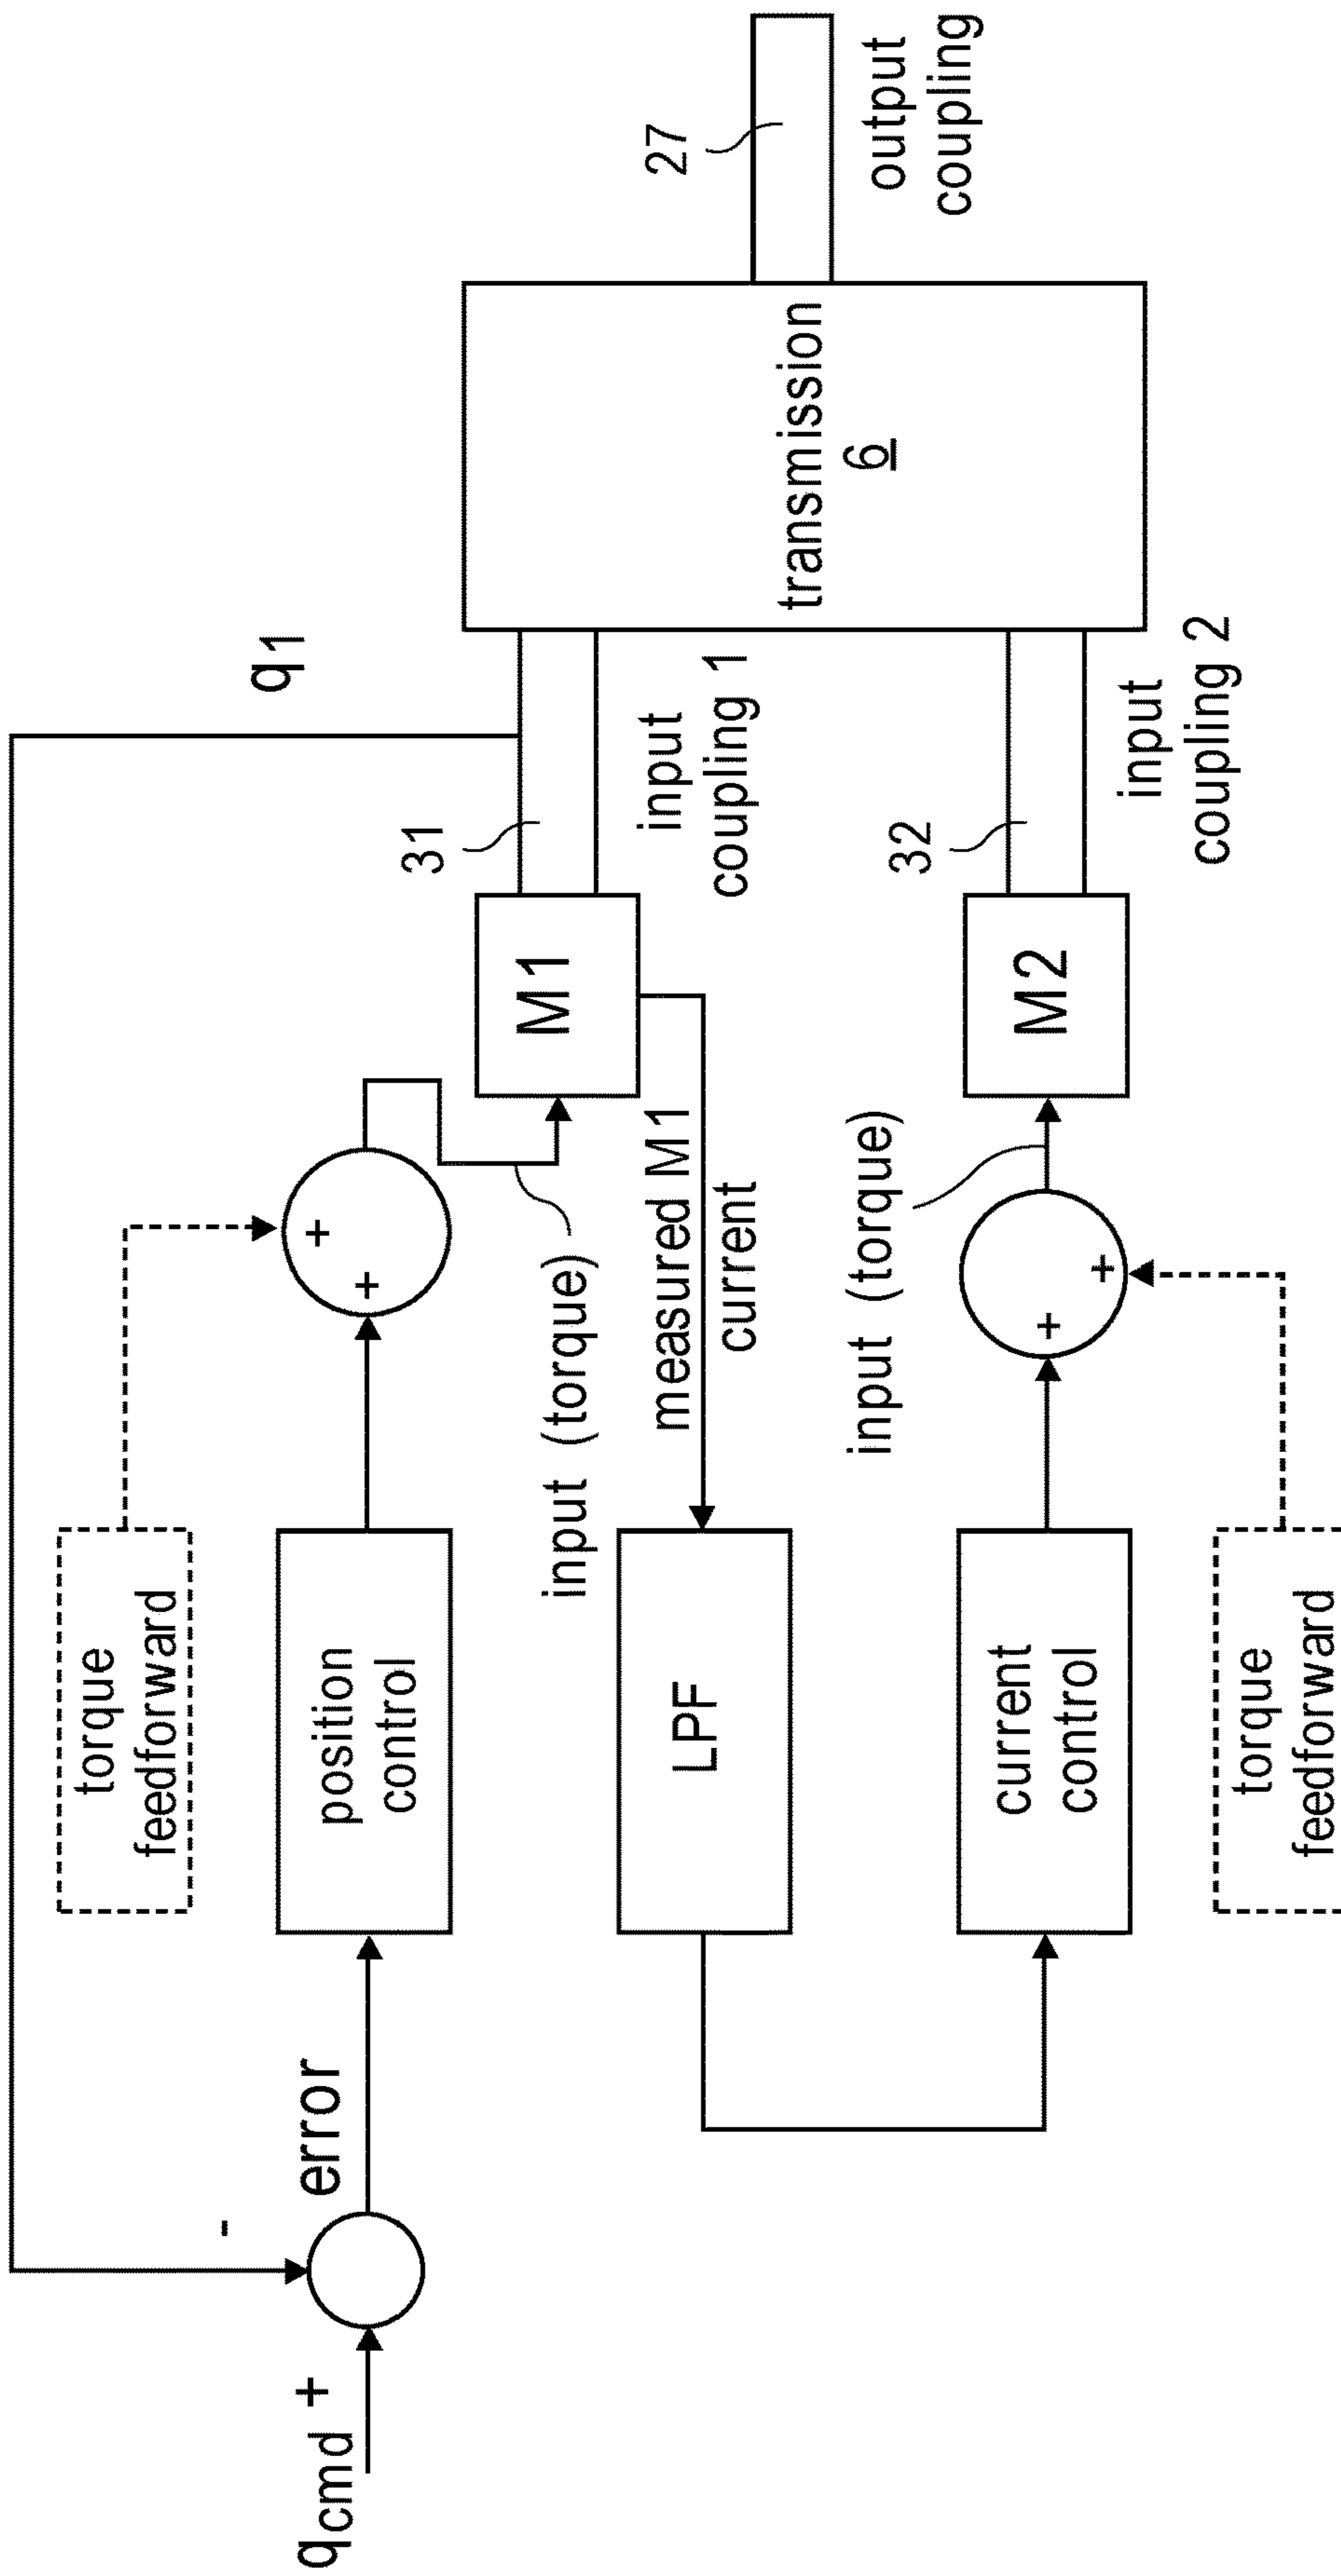 torque
feedforward
q1
qcmd
+
-
error
position
control
+
+
input (torque)
M1
31
input
coupling 1
measured M1
current
LPF
transmission
6
27
output
coupling
current
control
+
+
input (torque)
M2
32
input
coupling 2
torque
feedforward